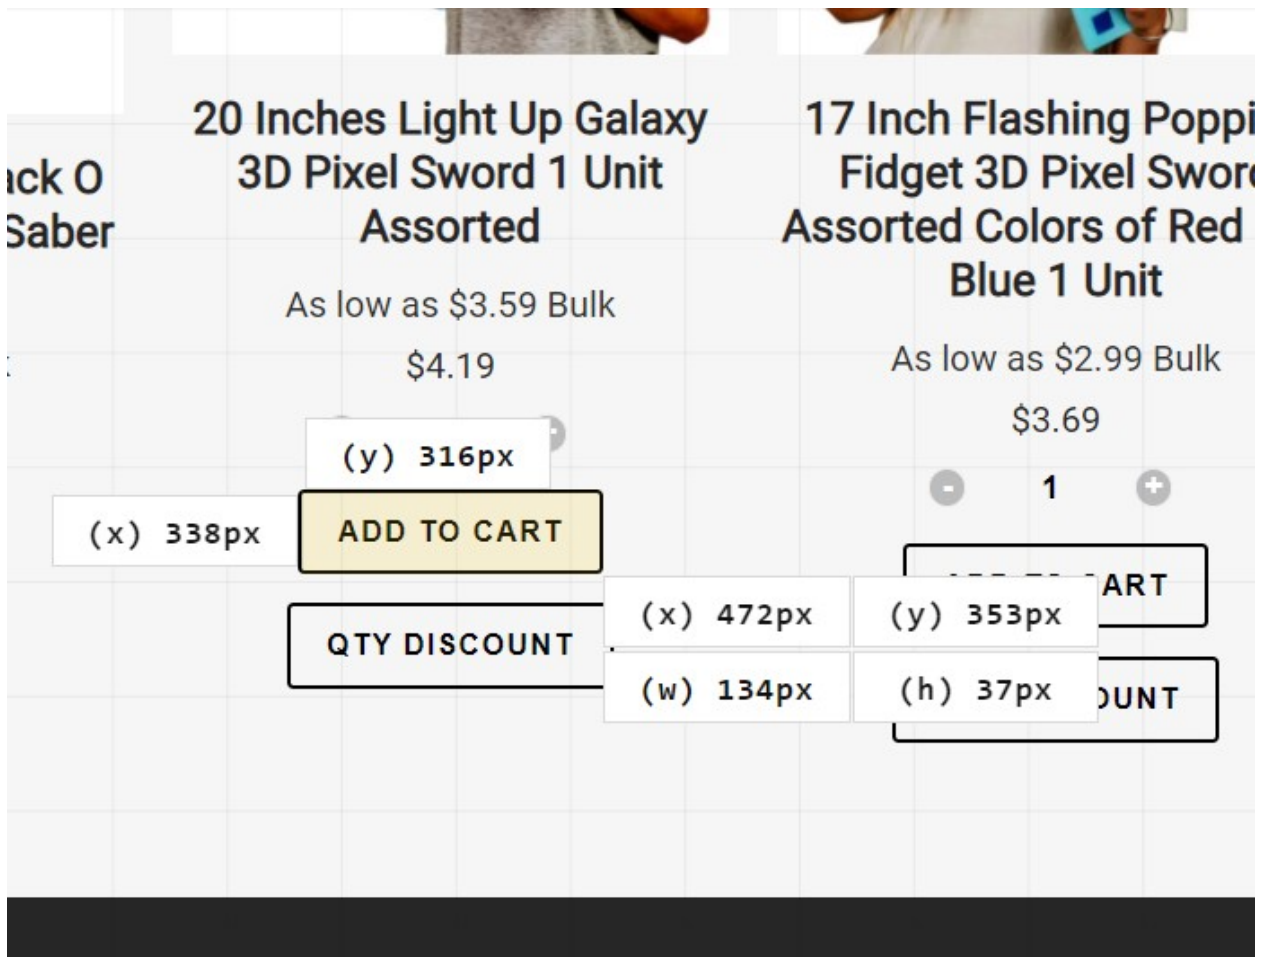 ack O
Saber
20 Inches Light Up Galaxy
3D Pixel Sword 1 Unit
Assorted
As low as $3.59 Bulk
$4.19
(y) 316px
(x) 338px
ADD TO CART
QTY DISCOUNT
17 Inch Flashing Poppi
Fidget 3D Pixel Sword
Assorted Colors of Red
Blue 1 Unit
As low as $2.99 Bulk
$3.69
- 1 +
ART
(x) 472px (y) 353px
(w) 134px (h) 37px
OUNT